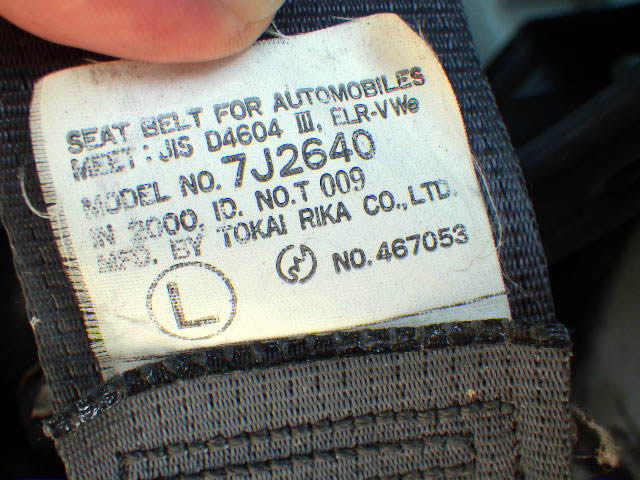 SEAT BELT FOR AUTOMOBILES
MEET : JIS D4604 III, ELR-VWe
MODEL NO. 7J2640
IN 2000, ID. NO. T 009
MFG. BY TOKAI RIKA CO., LTD.
NO. 467053
L